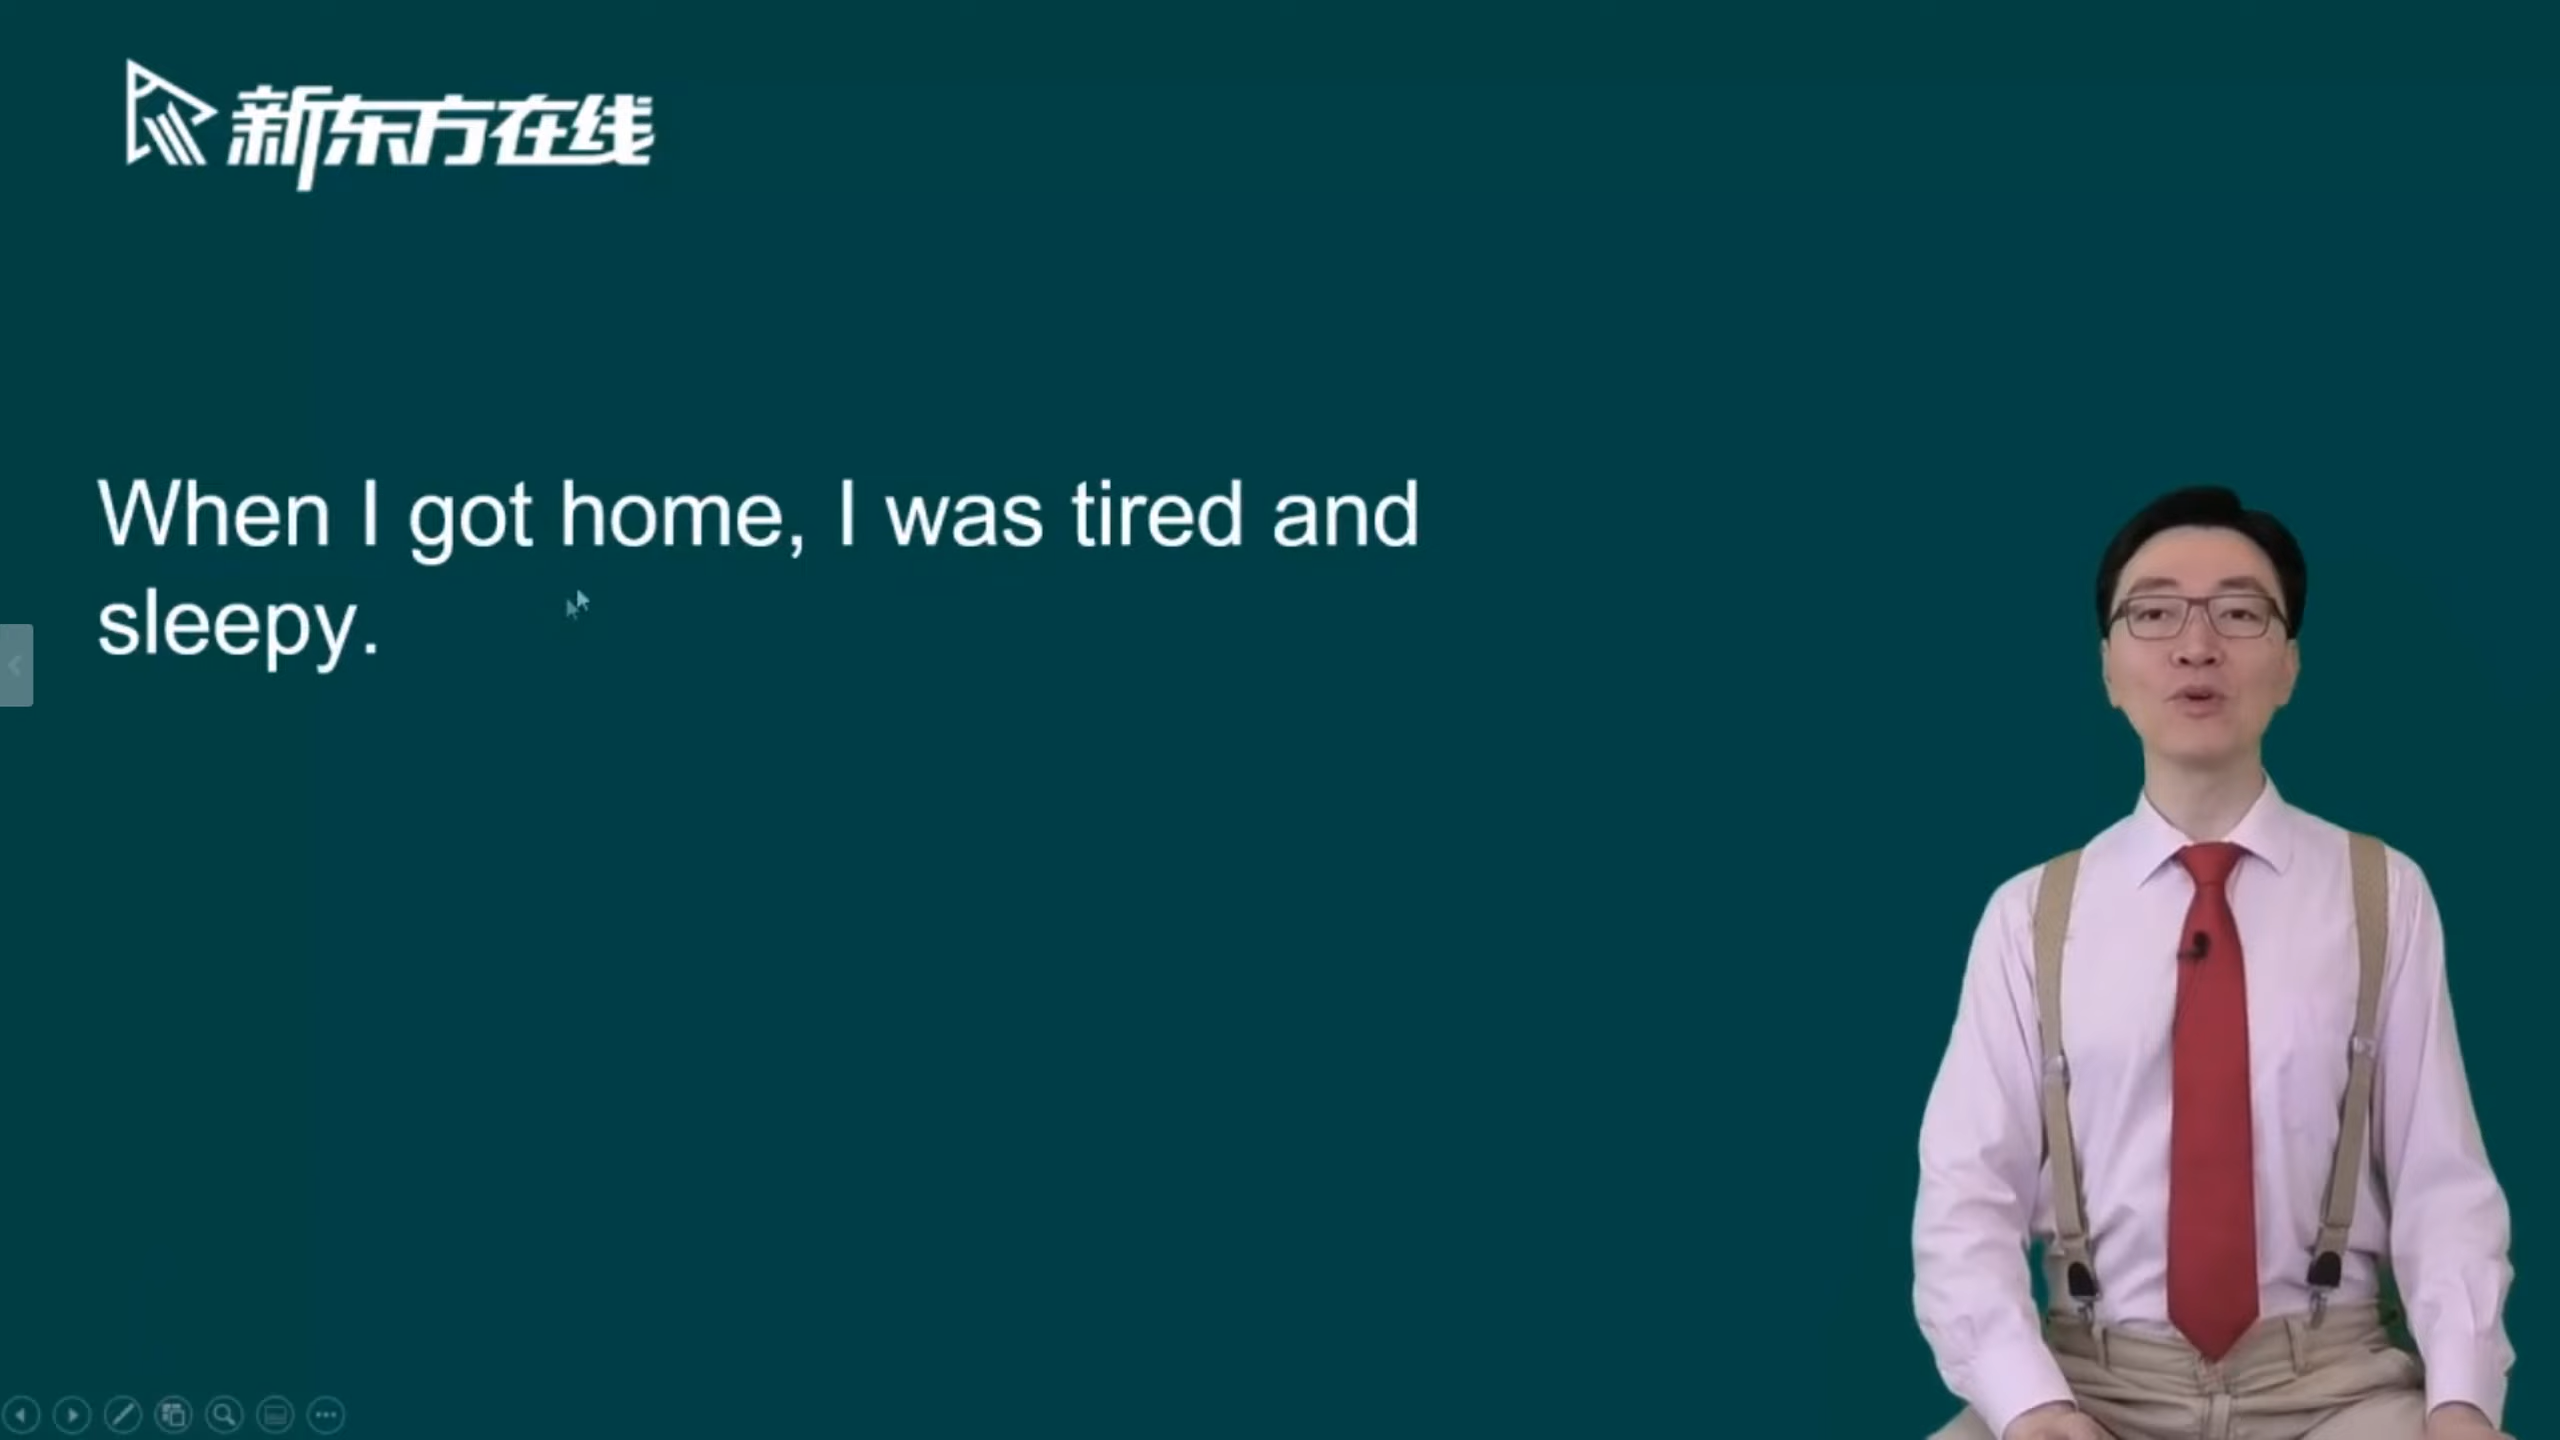 新东方在线
When I got home, I was tired and
sleepy.